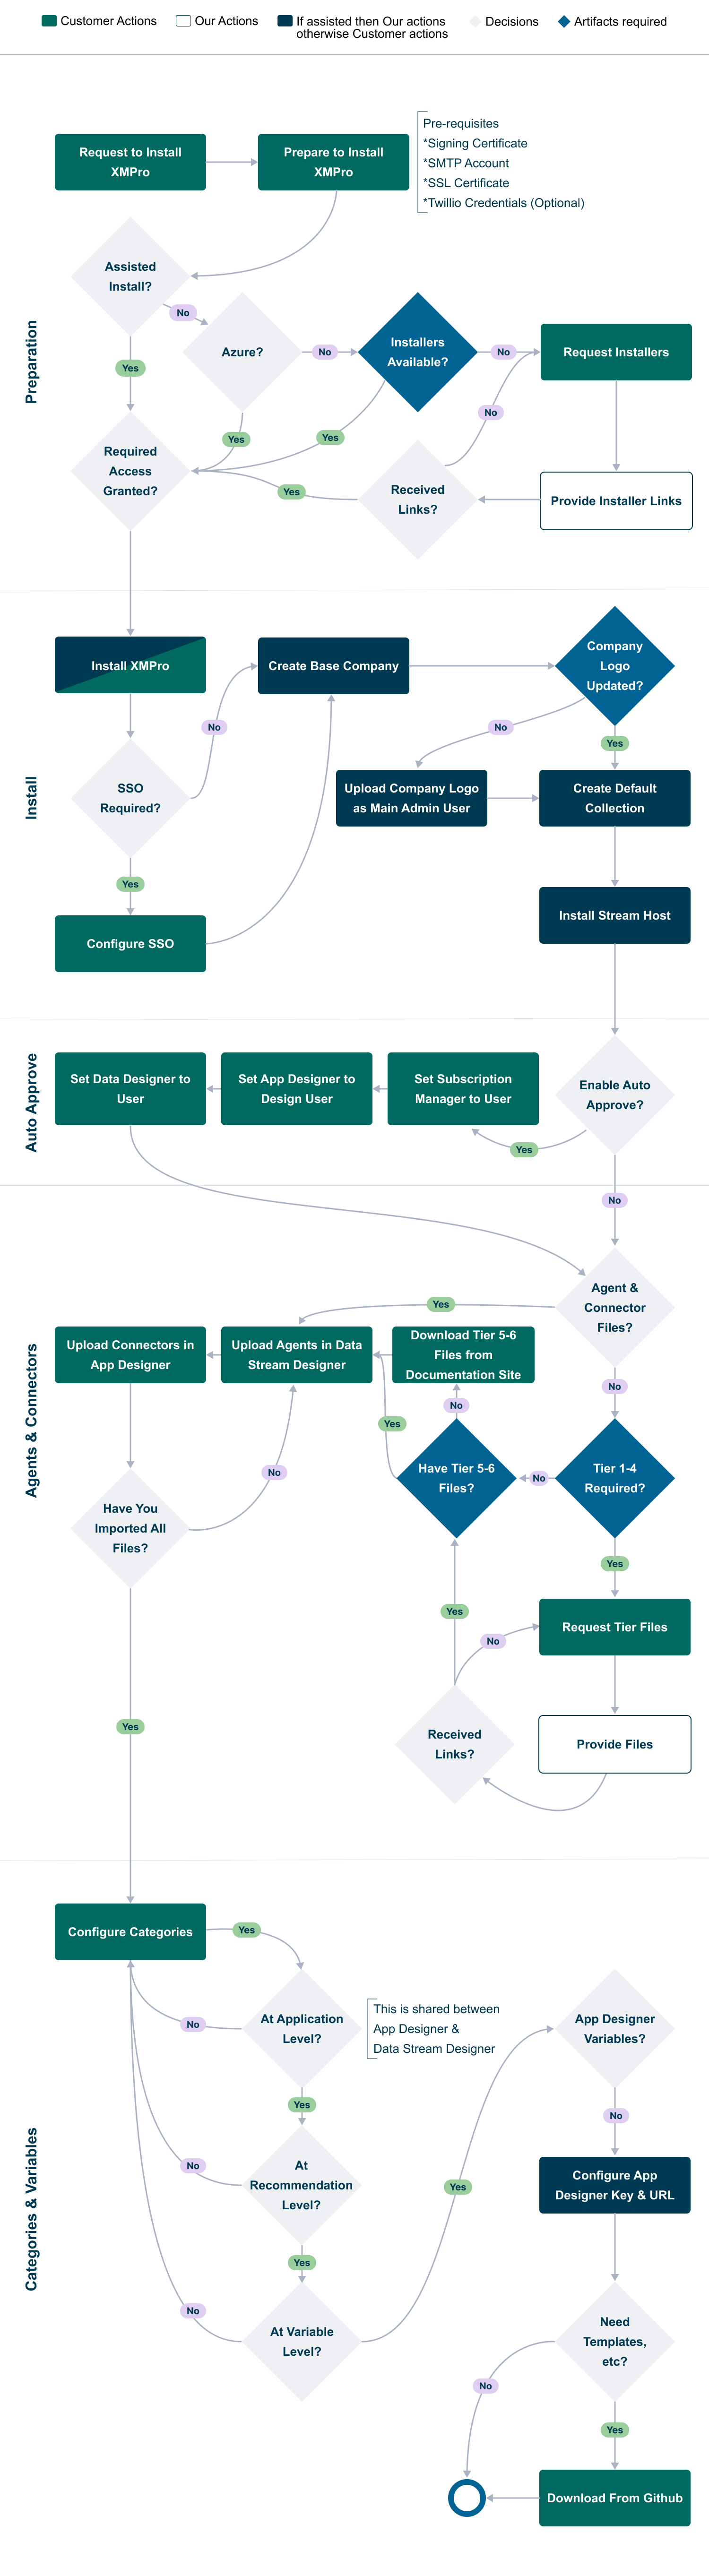 Customer Actions
Our Actions
If assisted then Our actions
otherwise Customer actions
Decisions
Artifacts required
Preparation
Request to Install
XMPro
Prepare to Install
XMPro
Pre-requisites
*Signing Certificate
*SMTP Account
*SSL Certificate
*Twillio Credentials (Optional)
Assisted
Install?
No
Yes
Azure?
No
Yes
Installers
Available?
No
Yes
Request Installers
No
Required
Access
Granted?
Yes
Received
Links?
Provide Installer Links
Install
Install XMPro
Create Base Company
Company
Logo
Updated?
No
No
Yes
SSO
Required?
Upload Company Logo
as Main Admin User
Create Default
Collection
Yes
Configure SSO
Install Stream Host
Auto Approve
Set Data Designer to
User
Set App Designer to
Design User
Set Subscription
Manager to User
Enable Auto
Approve?
Yes
No
Agents & Connectors
Agent &
Connector
Files?
Yes
Upload Connectors in
App Designer
Upload Agents in Data
Stream Designer
Download Tier 5-6
Files from
Documentation Site
No
No
Yes
No
Have Tier 5-6
Files?
No
Tier 1-4
Required?
Have You
Imported All
Files?
Yes
Yes
No
Request Tier Files
Yes
Received
Links?
Provide Files
Categories & Variables
Configure Categories
Yes
At Application
Level?
No
This is shared between
App Designer &
Data Stream Designer
App Designer
Variables?
Yes
No
At
Recommendation
Level?
No
Yes
Configure App
Designer Key & URL
Yes
No
At Variable
Level?
Need
Templates,
etc?
No
Yes
Download From Github